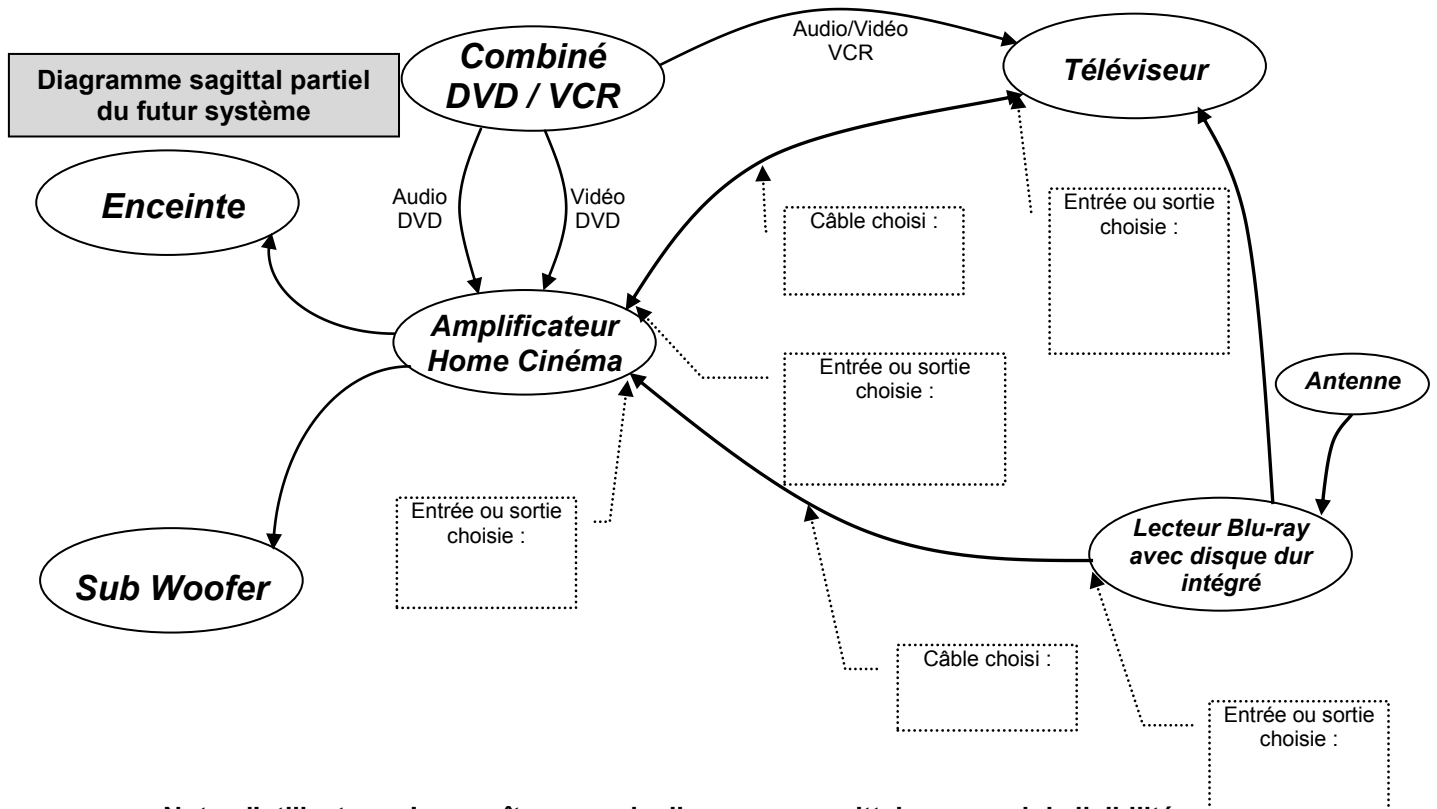 Diagramme sagittal partiel
du futur système
Combiné
DVD / VCR
Audio/Vidéo
VCR
Téléviseur
Enceinte
Audio
DVD
Vidéo
DVD
Câble choisi :
Entrée ou sortie
choisie :
Amplificateur
Home Cinéma
Entrée ou sortie
choisie :
Antenne
Entrée ou sortie
choisie :
Lecteur Blu-ray
avec disque dur
intégré
Sub Woofer
Câble choisi :
Entrée ou sortie
choisie :